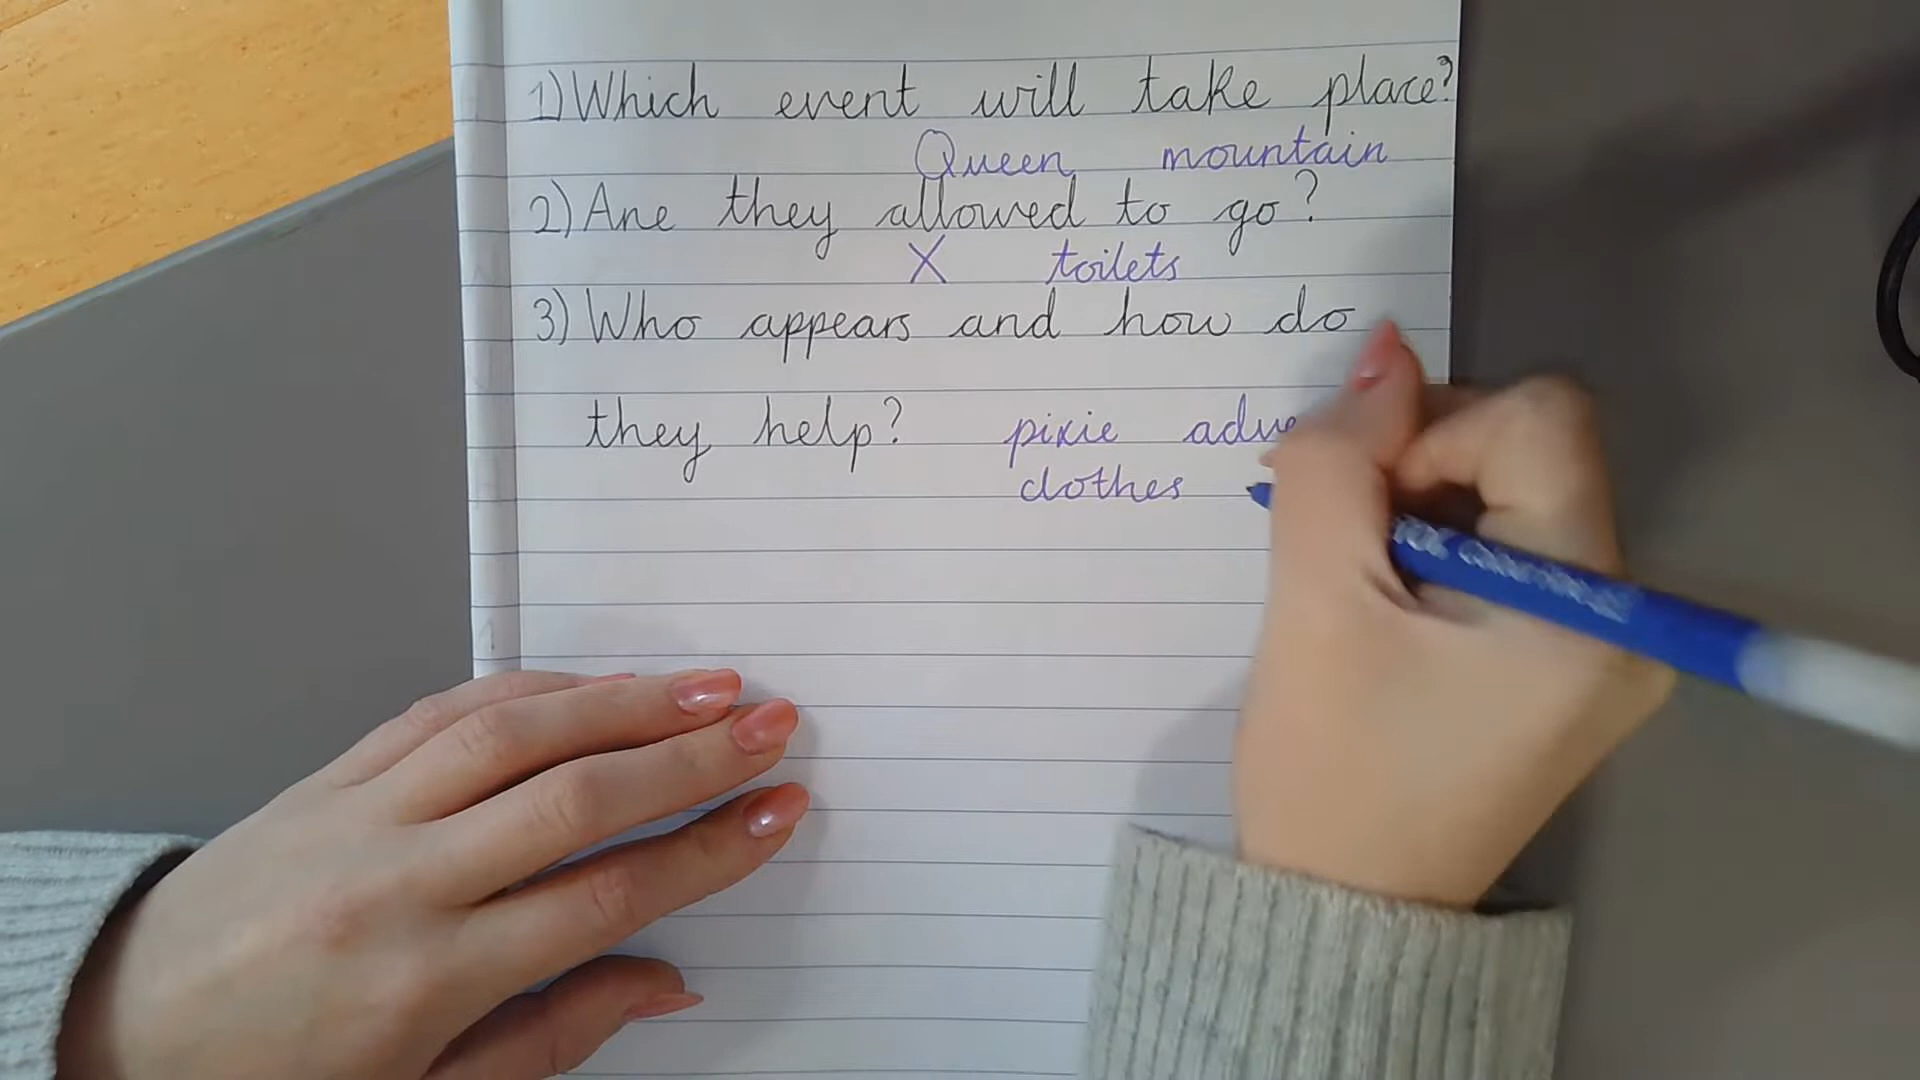 1) Which event will take place?
Queen mountain
2) Are they allowed to go?
X toilets
3) Who appears and how do
they help? pixie adve
clothes